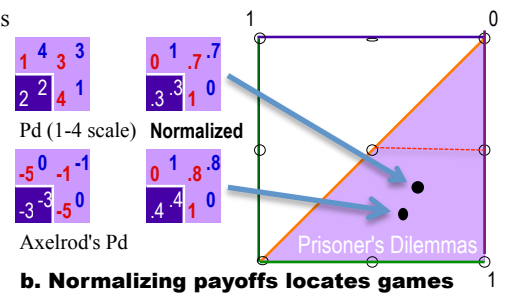 s
1 0
1 4 3 3
0 1 .7 .7
2 2 4 1
.3 .3 1 0
Pd (1-4 scale) Normalized
-5 0 -1 -1
0 1 .8 .8
-3 -3 -5 0
.4 .4 1 0
Axelrod's Pd
Prisoner's Dilemmas
b. Normalizing payoffs locates games 1